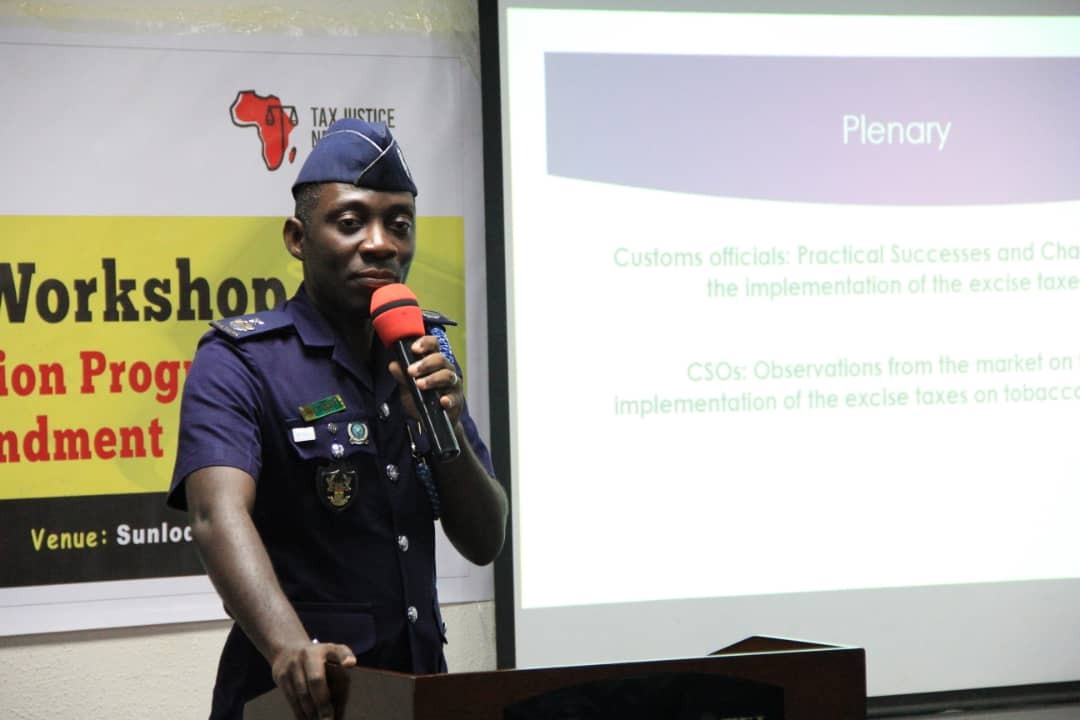 TAX JUSTICE
Workshop
ion Prog
ndment
Venue: Sunloc
Plenary
Customs officials: Practical Successes and Cha
the implementation of the excise taxe
CSOs: Observations from the market on
implementation of the excise taxes on tobacco